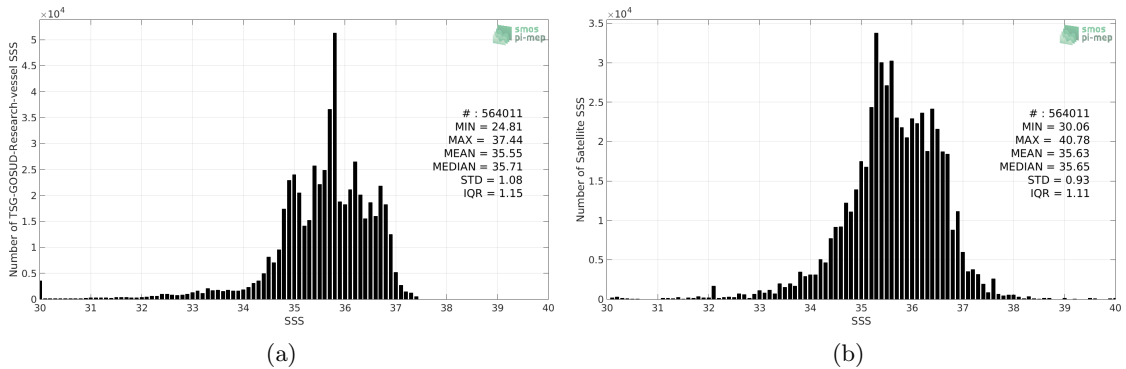 ×10⁴
5
4.5
4
3.5
3
2.5
2
1.5
1
0.5
0
Number of TSG-GOSUD-Research-vessel SSS
smos
pi-mep
# : 564011
MIN = 24.81
MAX = 37.44
MEAN = 35.55
MEDIAN = 35.71
STD = 1.08
IQR = 1.15
30 31 32 33 34 35 36 37 38 39 40
SSS
(a)
×10⁴
3.5
3
2.5
2
1.5
1
0.5
0
Number of Satellite SSS
smos
pi-mep
# : 564011
MIN = 30.06
MAX = 40.78
MEAN = 35.63
MEDIAN = 35.65
STD = 0.93
IQR = 1.11
30 31 32 33 34 35 36 37 38 39 40
SSS
(b)